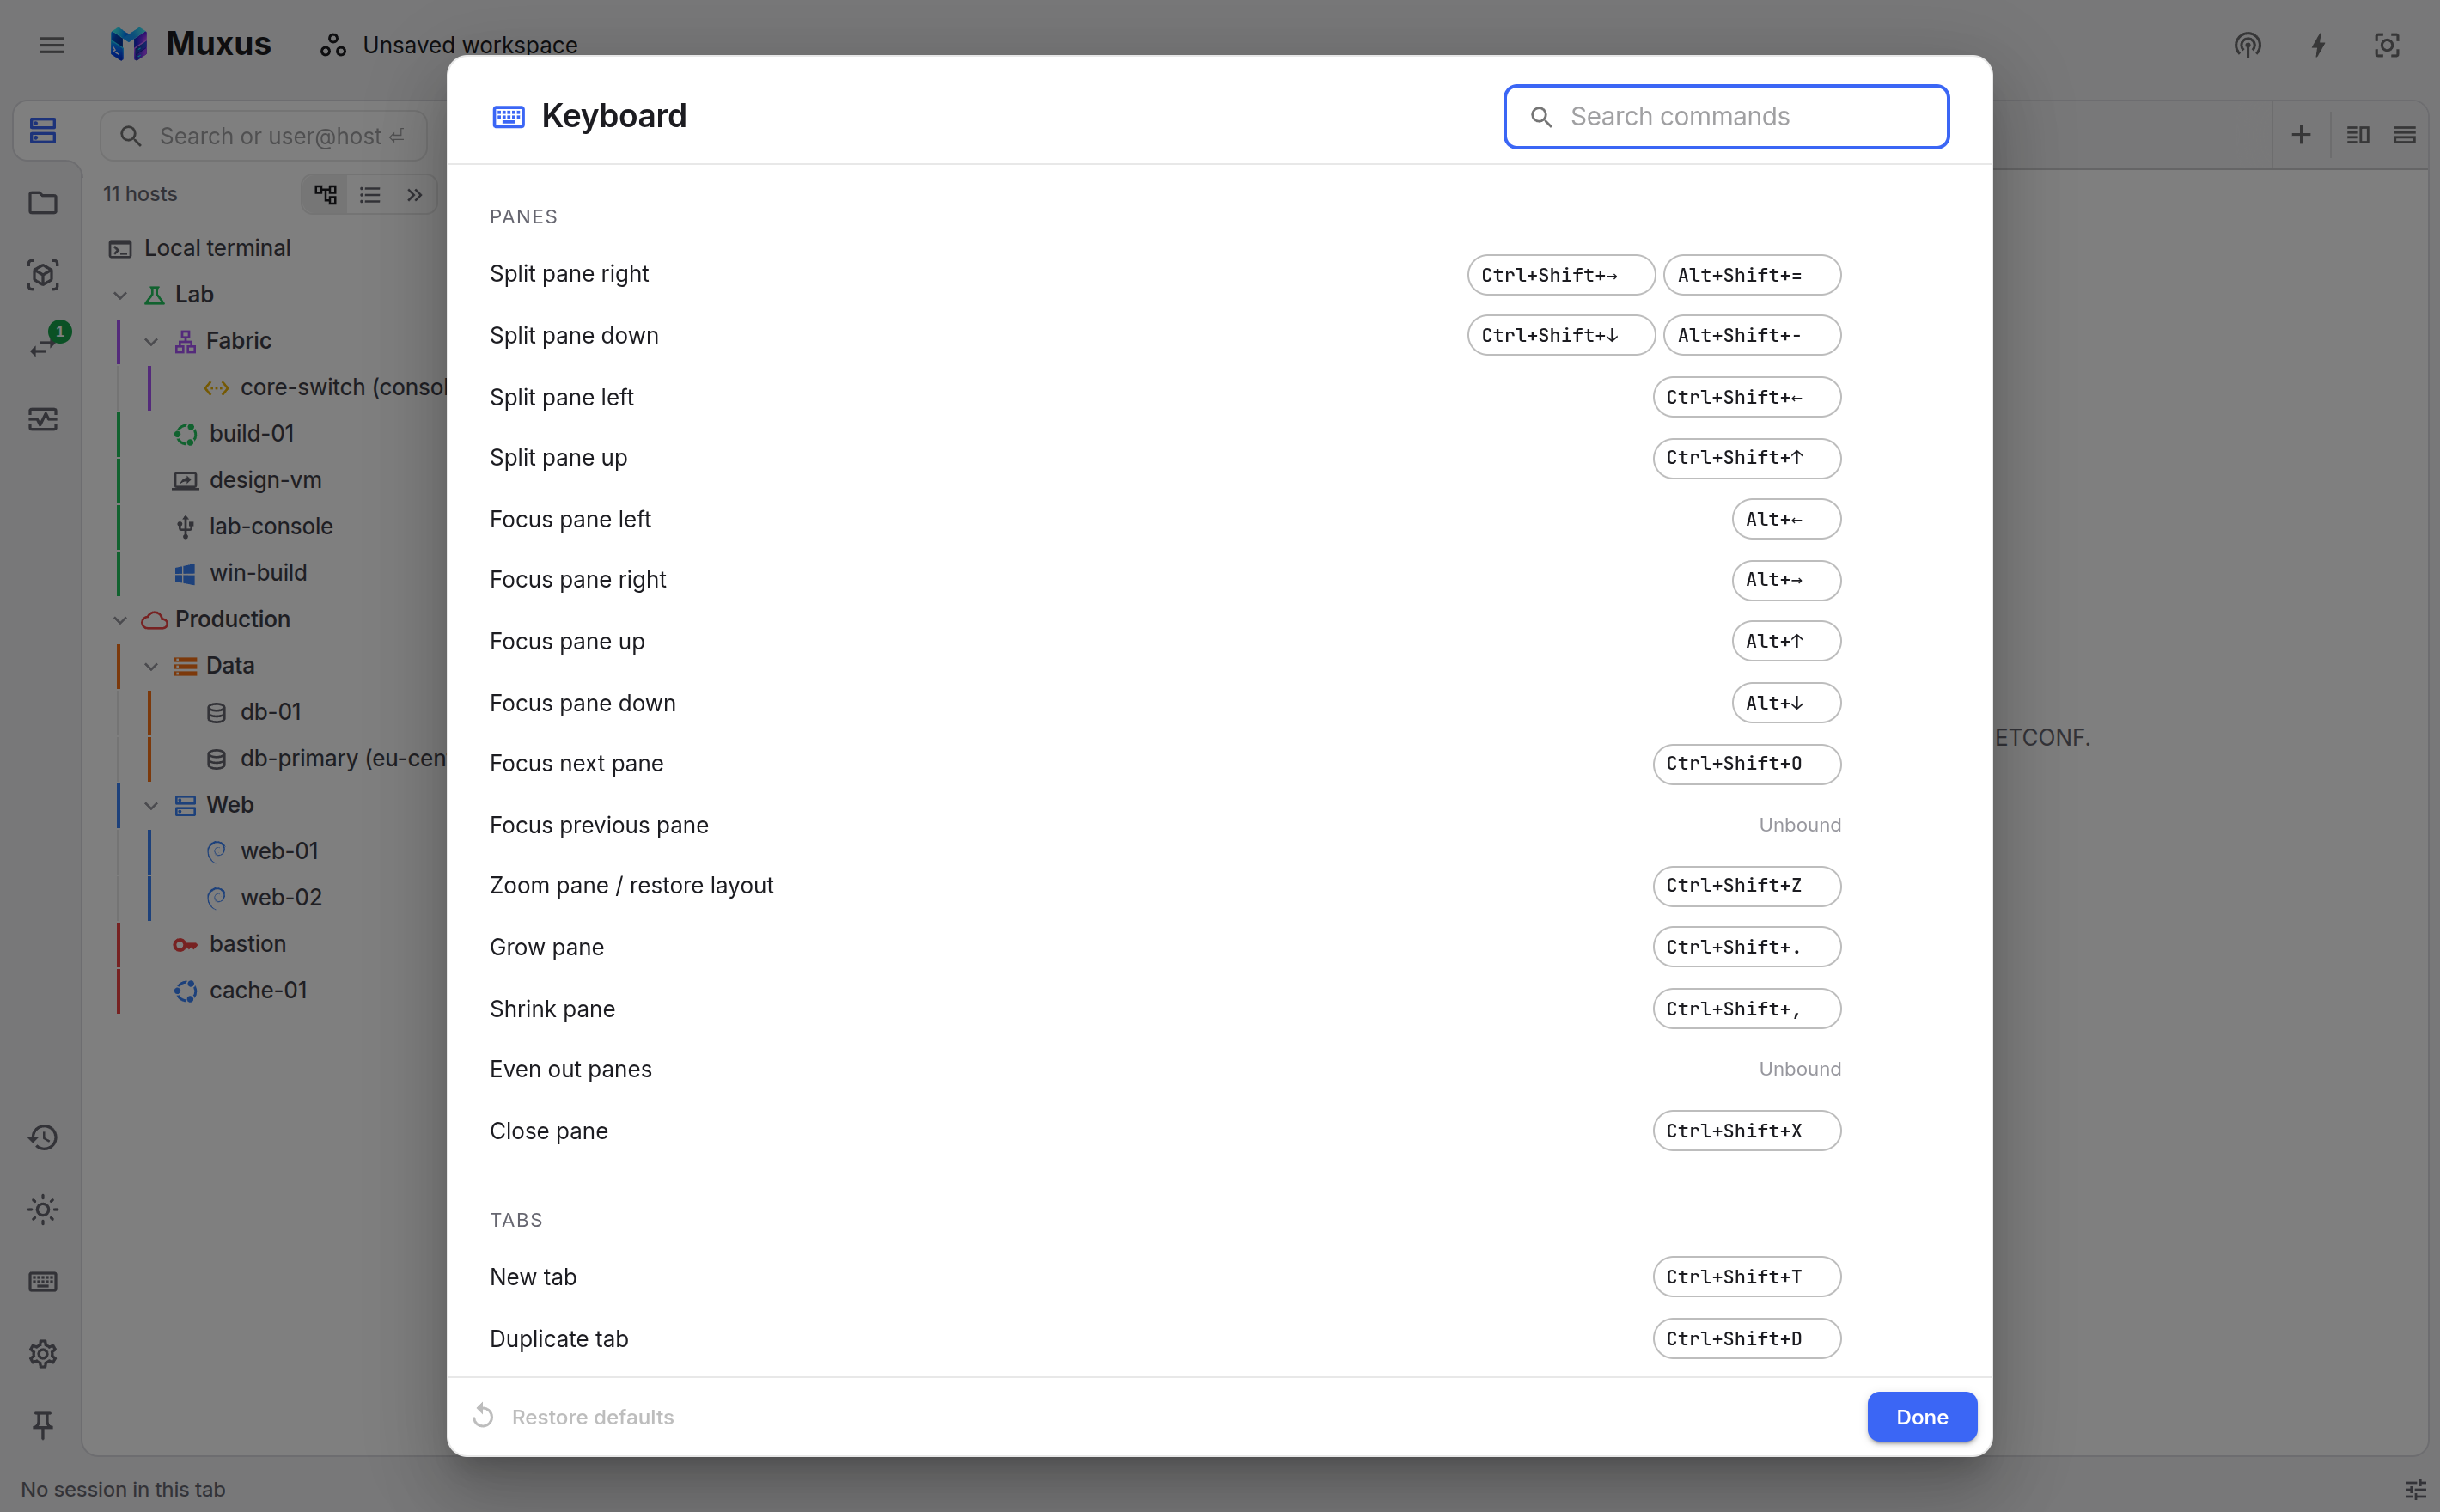 Muxus
Unsaved workspace
Search or user@host ⏎
11 hosts
Local terminal
Lab
Fabric
core-switch (consol
build-01
design-vm
lab-console
win-build
Production
Data
db-01
db-primary (eu-cen
Web
web-01
web-02
bastion
cache-01
1
No session in this tab
ETCONF.
Keyboard
Search commands
PANES
Split pane right Ctrl+Shift+→ Alt+Shift+=
Split pane down Ctrl+Shift+↓ Alt+Shift+-
Split pane left Ctrl+Shift+←
Split pane up Ctrl+Shift+↑
Focus pane left Alt+←
Focus pane right Alt+→
Focus pane up Alt+↑
Focus pane down Alt+↓
Focus next pane Ctrl+Shift+O
Focus previous pane Unbound
Zoom pane / restore layout Ctrl+Shift+Z
Grow pane Ctrl+Shift+.
Shrink pane Ctrl+Shift+,
Even out panes Unbound
Close pane Ctrl+Shift+X
TABS
New tab Ctrl+Shift+T
Duplicate tab Ctrl+Shift+D
Restore defaults
Done